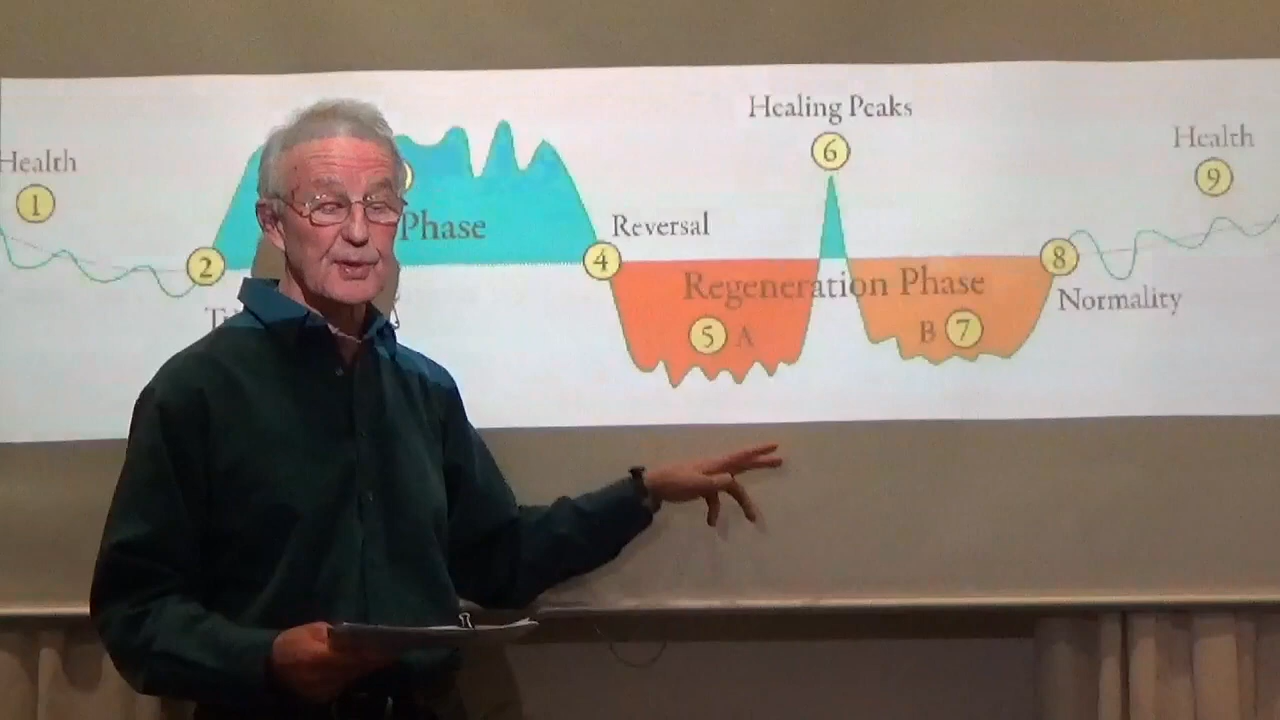 Healing Peaks
6
Health
9
Health
1
Reversal
Phase
2
4
8
Regeneration Phase
Normality
5 A
B 7